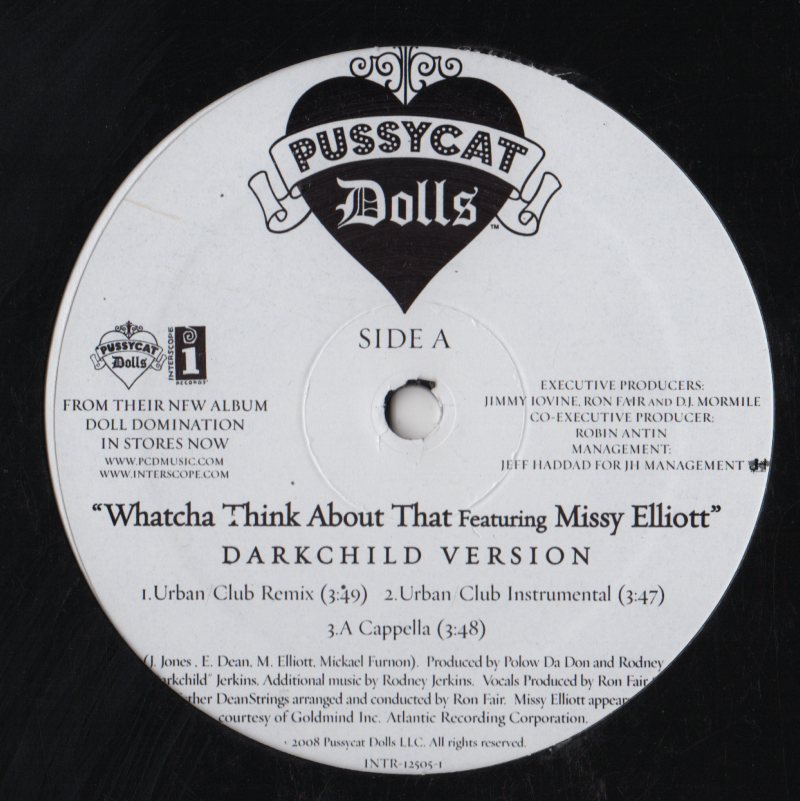 PUSSYCAT
Dolls
TM
SIDE A
PUSSYCAT
Dolls
INTERSCOPE
1
RECORDS
FROM THEIR NEW ALBUM
DOLL DOMINATION
IN STORES NOW
WWW.PCDMUSIC.COM
WWW.INTERSCOPE.COM
EXECUTIVE PRODUCERS:
JIMMY IOVINE, RON FAIR AND D.J. MORMILE
CO-EXECUTIVE PRODUCER:
ROBIN ANTIN
MANAGEMENT:
JEFF HADDAD FOR JH MANAGEMENT
“Whatcha Think About That Featuring Missy Elliott”
DARKCHILD VERSION
1.Urban Club Remix (3:49) 2.Urban Club Instrumental (3:47)
3.A Cappella (3:48)
(J. Jones , E. Dean, M. Elliott, Mickael Furnon). Produced by Polow Da Don and Rodney
arkchild” Jerkins. Additional music by Rodney Jerkins. Vocals Produced by Ron Fair
ther DeanStrings arranged and conducted by Ron Fair. Missy Elliott appear
courtesy of Goldmind Inc. Atlantic Recording Corporation.
· 2008 Pussycat Dolls LLC. All rights reserved.
INTR-12505-1